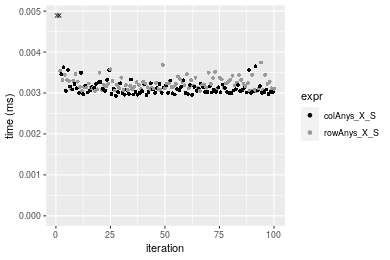 0.005
0.004
0.003
0.002
0.001
0.000
time (ms)
0
25
50
75
100
iteration
expr
colAnys_X_S
rowAnys_X_S